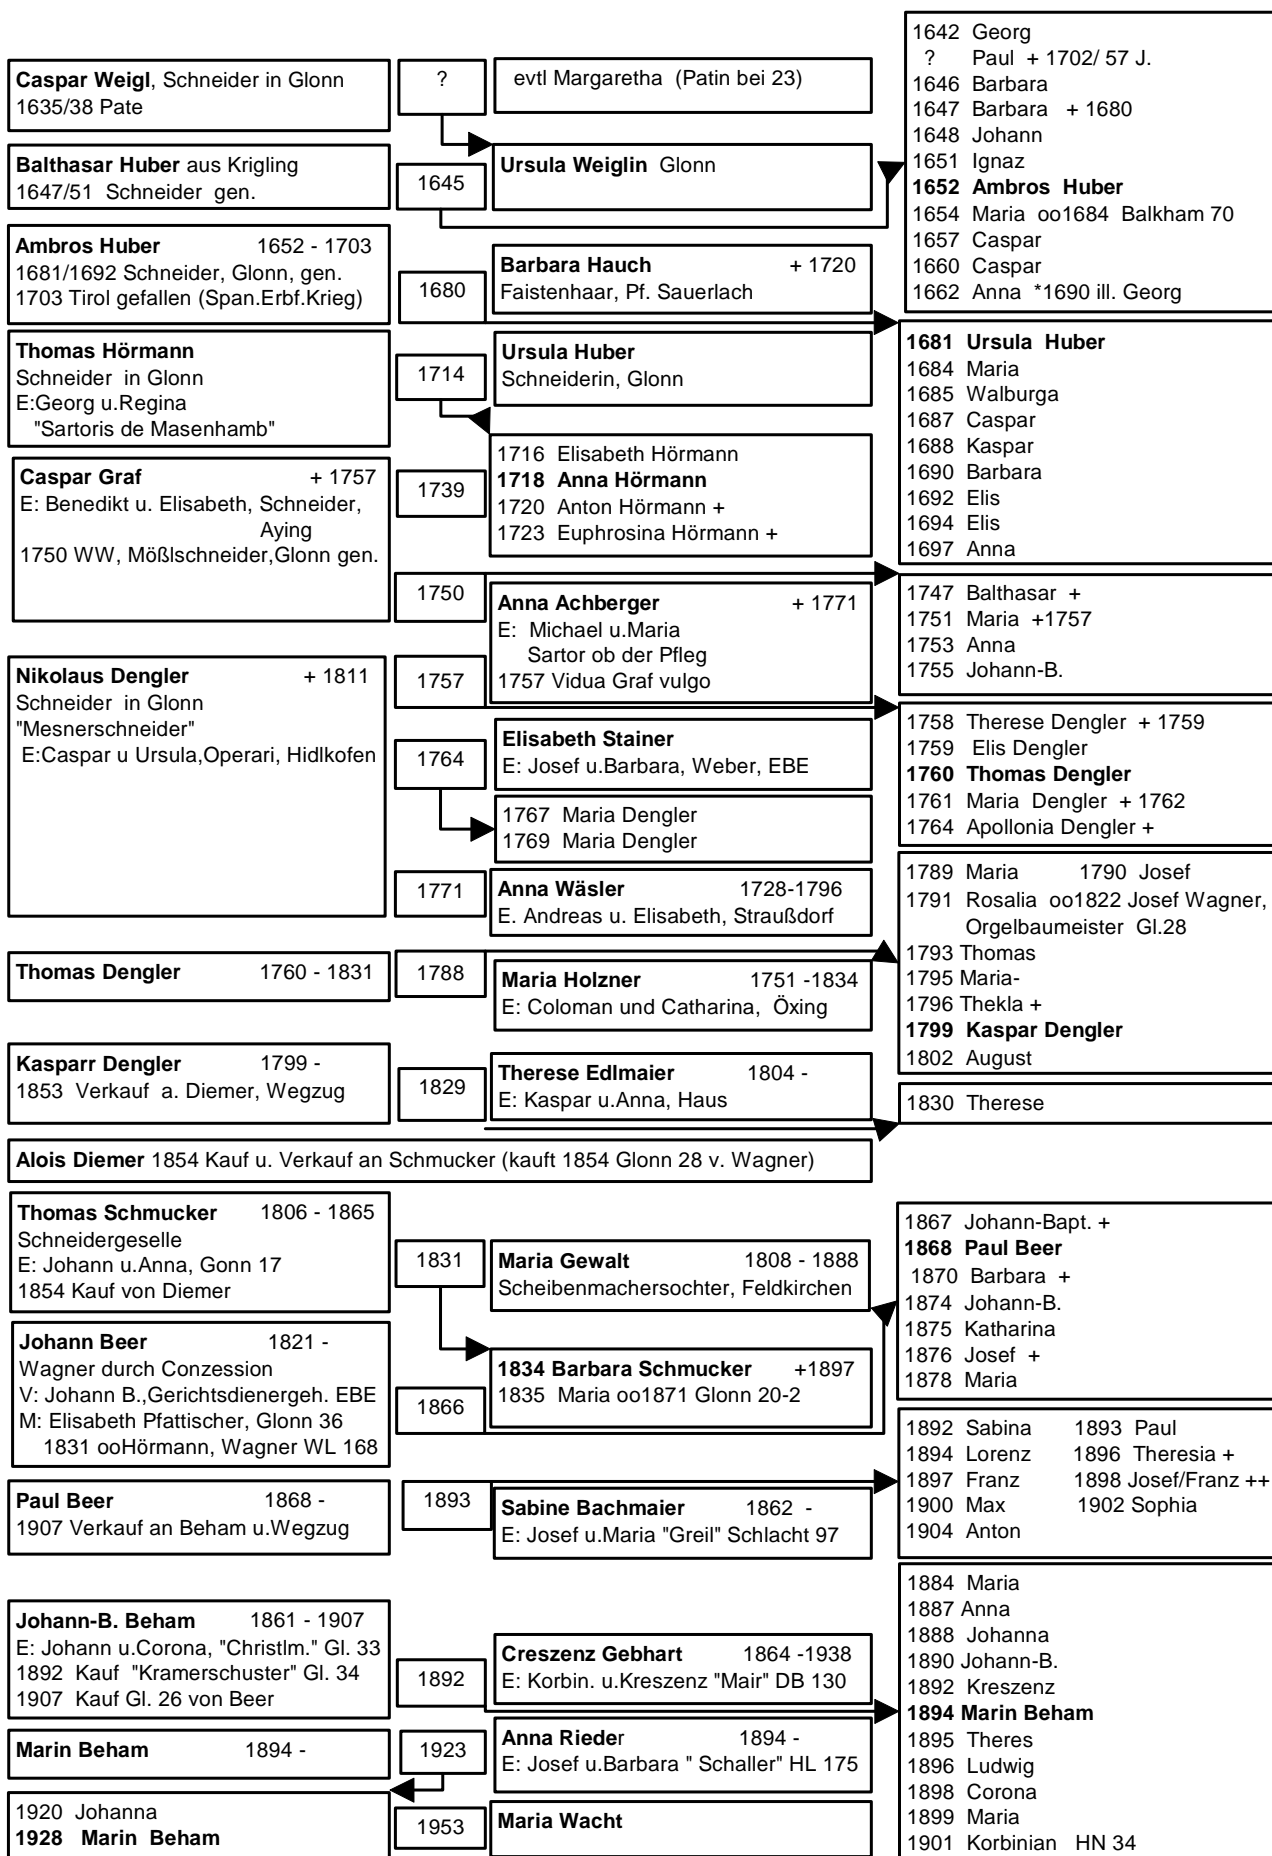 Caspar Weigl, Schneider in Glonn
1635/38 Pate
?
evtl Margaretha (Patin bei 23)
Balthasar Huber aus Krigling
1647/51 Schneider gen.
1645
Ursula Weiglin Glonn
1642 Georg
? Paul + 1702/ 57 J.
1646 Barbara
1647 Barbara + 1680
1648 Johann
1651 Ignaz
1652 Ambros Huber
1654 Maria oo1684 Balkham 70
1657 Caspar
1660 Caspar
1662 Anna *1690 ill. Georg
Ambros Huber 1652 - 1703
1681/1692 Schneider, Glonn, gen.
1703 Tirol gefallen (Span.Erbf.Krieg)
1680
Barbara Hauch + 1720
Faistenhaar, Pf. Sauerlach
1681 Ursula Huber
1684 Maria
1685 Walburga
1687 Caspar
1688 Kaspar
1690 Barbara
1692 Elis
1694 Elis
1697 Anna
Thomas Hörmann
Schneider in Glonn
E:Georg u.Regina
"Sartoris de Masenhamb"
1714
Ursula Huber
Schneiderin, Glonn
1716 Elisabeth Hörmann
1718 Anna Hörmann
1720 Anton Hörmann +
1723 Euphrosina Hörmann +
Caspar Graf + 1757
E: Benedikt u. Elisabeth, Schneider,
Aying
1750 WW, Mößlschneider,Glonn gen.
1739
1750
Anna Achberger + 1771
E: Michael u.Maria
Sartor ob der Pfleg
1757 Vidua Graf vulgo
1747 Balthasar +
1751 Maria +1757
1753 Anna
1755 Johann-B.
Nikolaus Dengler + 1811
Schneider in Glonn
"Mesnerschneider"
E:Caspar u Ursula,Operari, Hidlkofen
1757
1758 Therese Dengler + 1759
1759 Elis Dengler
1760 Thomas Dengler
1761 Maria Dengler + 1762
1764 Apollonia Dengler +
1764
Elisabeth Stainer
E: Josef u.Barbara, Weber, EBE
1767 Maria Dengler
1769 Maria Dengler
1771
Anna Wäsler 1728-1796
E. Andreas u. Elisabeth, Straußdorf
Thomas Dengler 1760 - 1831
1788
Maria Holzner 1751 -1834
E: Coloman und Catharina, Öxing
1789 Maria 1790 Josef
1791 Rosalia oo1822 Josef Wagner,
Orgelbaumeister Gl.28
1793 Thomas
1795 Maria-
1796 Thekla +
1799 Kaspar Dengler
1802 August
Kasparr Dengler 1799 -
1853 Verkauf a. Diemer, Wegzug
1829
Therese Edlmaier 1804 -
E: Kaspar u.Anna, Haus
1830 Therese
Alois Diemer 1854 Kauf u. Verkauf an Schmucker (kauft 1854 Glonn 28 v. Wagner)
Thomas Schmucker 1806 - 1865
Schneidergeselle
E: Johann u.Anna, Gonn 17
1854 Kauf von Diemer
1831
Maria Gewalt 1808 - 1888
Scheibenmachersochter, Feldkirchen
1834 Barbara Schmucker +1897
1835 Maria oo1871 Glonn 20-2
Johann Beer 1821 -
Wagner durch Conzession
V: Johann B.,Gerichtsdienergeh. EBE
M: Elisabeth Pfattischer, Glonn 36
1831 ooHörmann, Wagner WL 168
1866
1867 Johann-Bapt. +
1868 Paul Beer
1870 Barbara +
1874 Johann-B.
1875 Katharina
1876 Josef +
1878 Maria
Paul Beer 1868 -
1907 Verkauf an Beham u.Wegzug
1893
Sabine Bachmaier 1862 -
E: Josef u.Maria "Greil" Schlacht 97
1892 Sabina 1893 Paul
1894 Lorenz 1896 Theresia +
1897 Franz 1898 Josef/Franz ++
1900 Max 1902 Sophia
1904 Anton
Johann-B. Beham 1861 - 1907
E: Johann u.Corona, "Christlm." Gl. 33
1892 Kauf "Kramerschuster" Gl. 34
1907 Kauf Gl. 26 von Beer
1892
Creszenz Gebhart 1864 -1938
E: Korbin. u.Kreszenz "Mair" DB 130
1884 Maria
1887 Anna
1888 Johanna
1890 Johann-B.
1892 Kreszenz
1894 Marin Beham
1895 Theres
1896 Ludwig
1898 Corona
1899 Maria
1901 Korbinian HN 34
Marin Beham 1894 -
1923
Anna Rieder 1894 -
E: Josef u.Barbara " Schaller" HL 175
1920 Johanna
1928 Marin Beham
1953
Maria Wacht